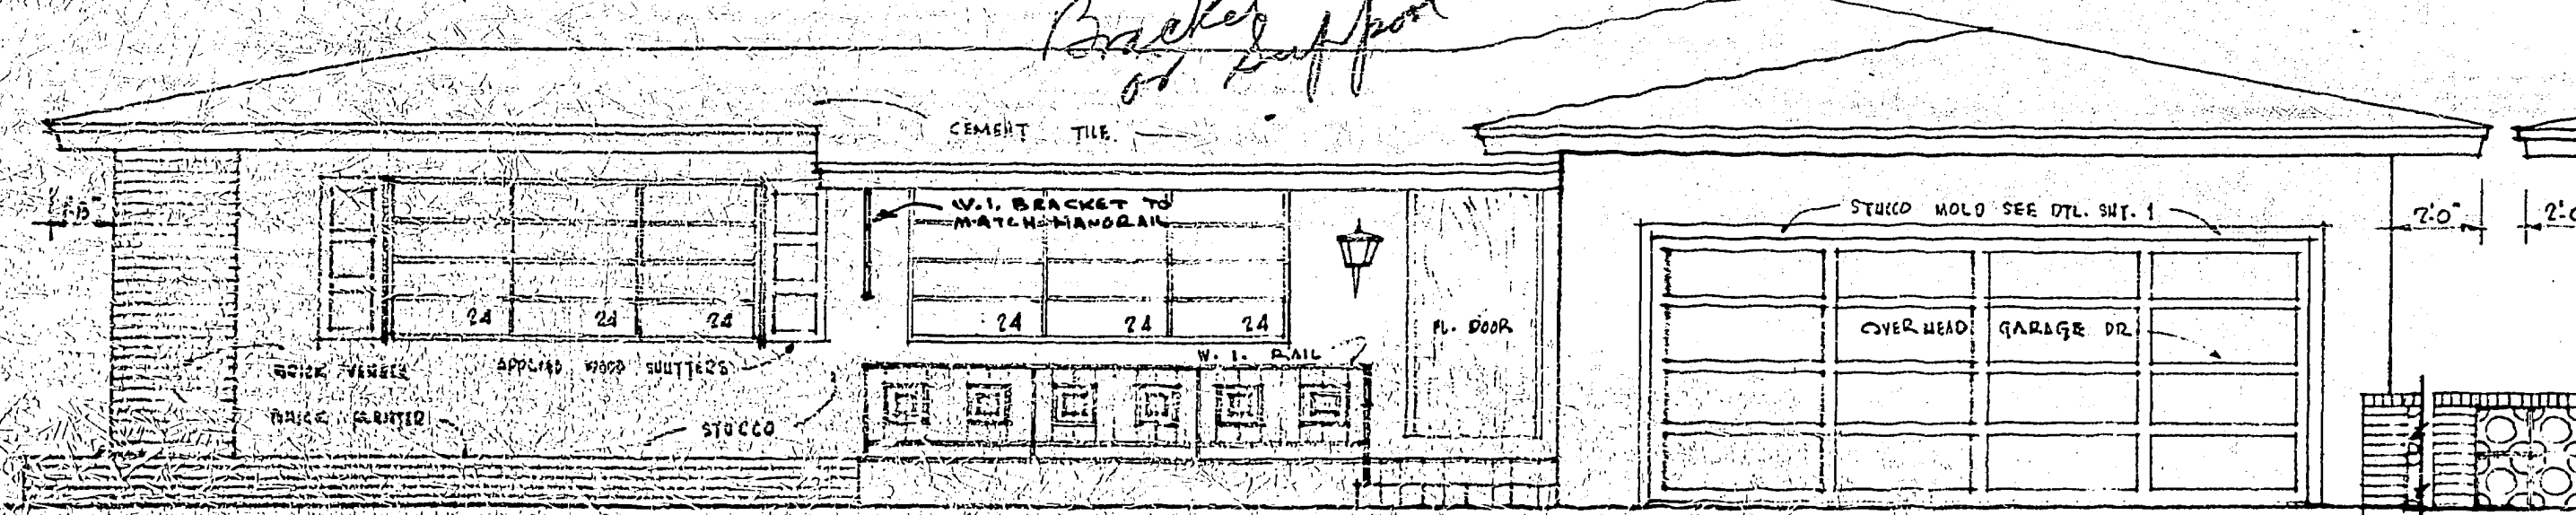 Bracket
or Support
CEMENT TILE
W.I. BRACKET TO
MATCH HANDRAIL
STUCCO MOLD SEE DTL. SHT. 1
2'-0"
24 24 24
24 24 24
FL. DOOR
OVERHEAD GARAGE DR.
W. I. RAIL
BRICK VENEER
APPLIED WOOD SHUTTERS
BRICK PLANTER
STUCCO